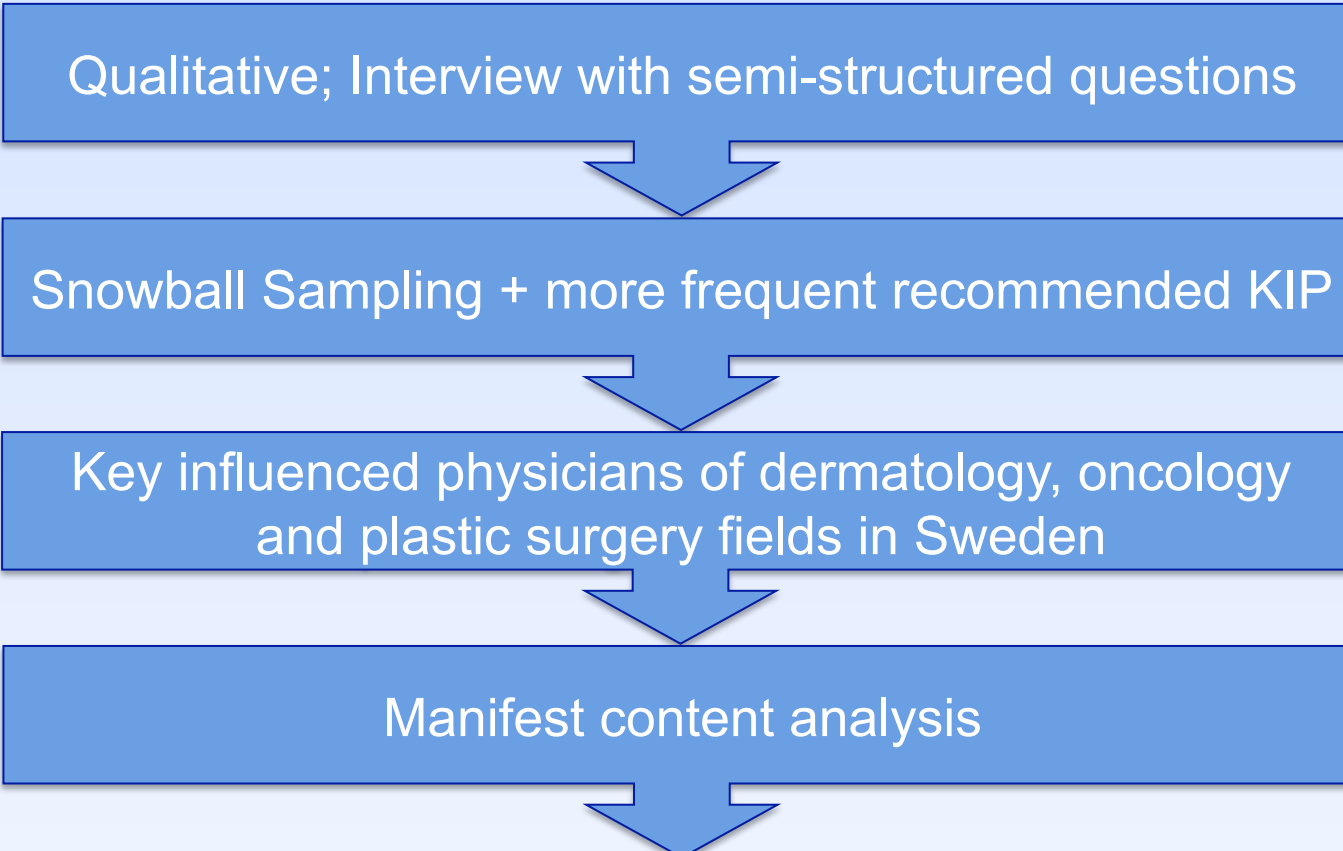 Qualitative; Interview with semi-structured questions
Snowball Sampling + more frequent recommended KIP
Key influenced physicians of dermatology, oncology
and plastic surgery fields in Sweden
Manifest content analysis